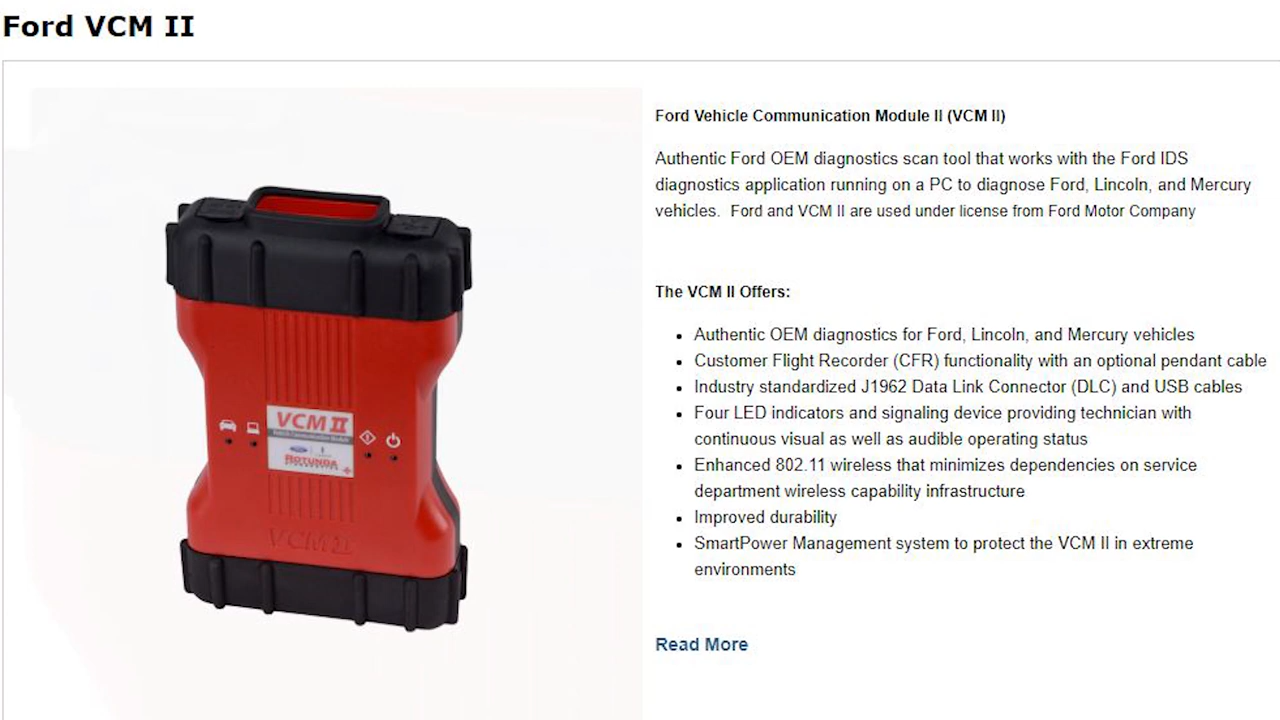 Ford VCM II
Ford Vehicle Communication Module II (VCM II)
Authentic Ford OEM diagnostics scan tool that works with the Ford IDS
diagnostics application running on a PC to diagnose Ford, Lincoln, and Mercury
vehicles. Ford and VCM II are used under license from Ford Motor Company
The VCM II Offers:
• Authentic OEM diagnostics for Ford, Lincoln, and Mercury vehicles
• Customer Flight Recorder (CFR) functionality with an optional pendant cable
• Industry standardized J1962 Data Link Connector (DLC) and USB cables
• Four LED indicators and signaling device providing technician with
continuous visual as well as audible operating status
• Enhanced 802.11 wireless that minimizes dependencies on service
department wireless capability infrastructure
• Improved durability
• SmartPower Management system to protect the VCM II in extreme
environments
Read More
VCM II
Vehicle Communication Module
Ford
ROTUNDA
VCM II